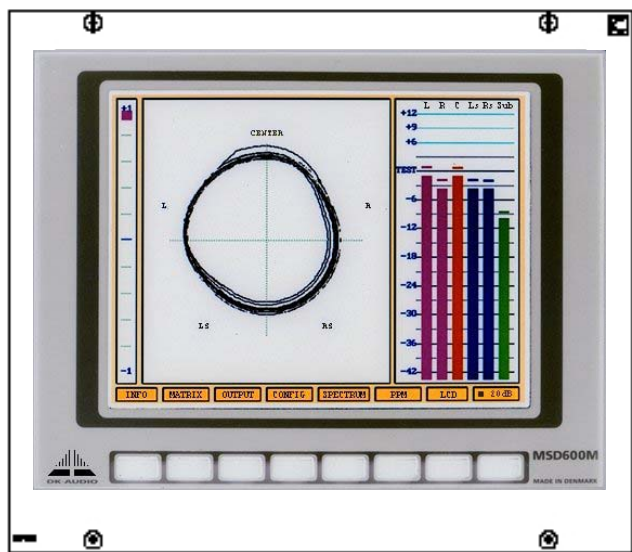 L R C Ls Rs Sub
+1
+12
+9
CENTER
+6
TEST
L
R
-6
-12
-18
-24
LS
RS
-30
-36
-1
-42
INFO MATRIX OUTPUT CONFIG SPECTRUM PPM LCD ■ 20dB
MSD600M
DK AUDIO
MADE IN DENMARK